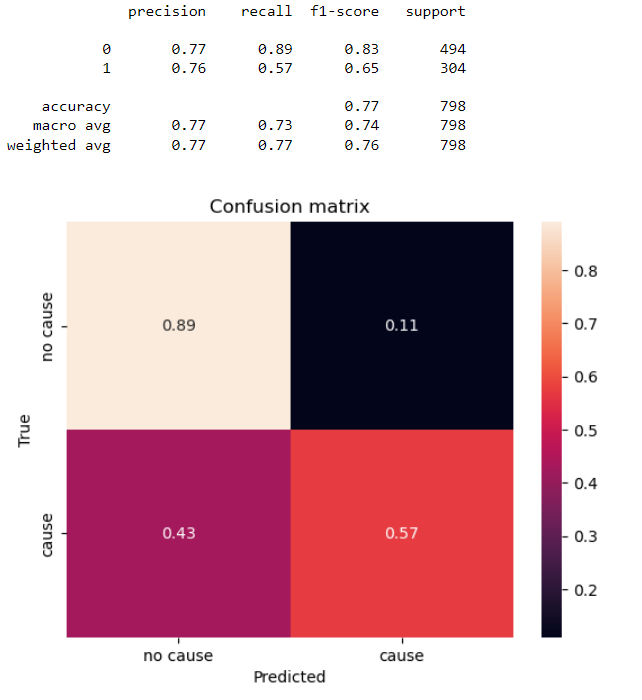 precision recall f1-score support
0 0.77 0.89 0.83 494
1 0.76 0.57 0.65 304
accuracy 0.77 798
macro avg 0.77 0.73 0.74 798
weighted avg 0.77 0.77 0.76 798
Confusion matrix
no cause
0.89
0.11
0.8
0.7
0.6
0.5
0.4
0.3
0.2
True
cause
0.43
0.57
no cause
cause
Predicted